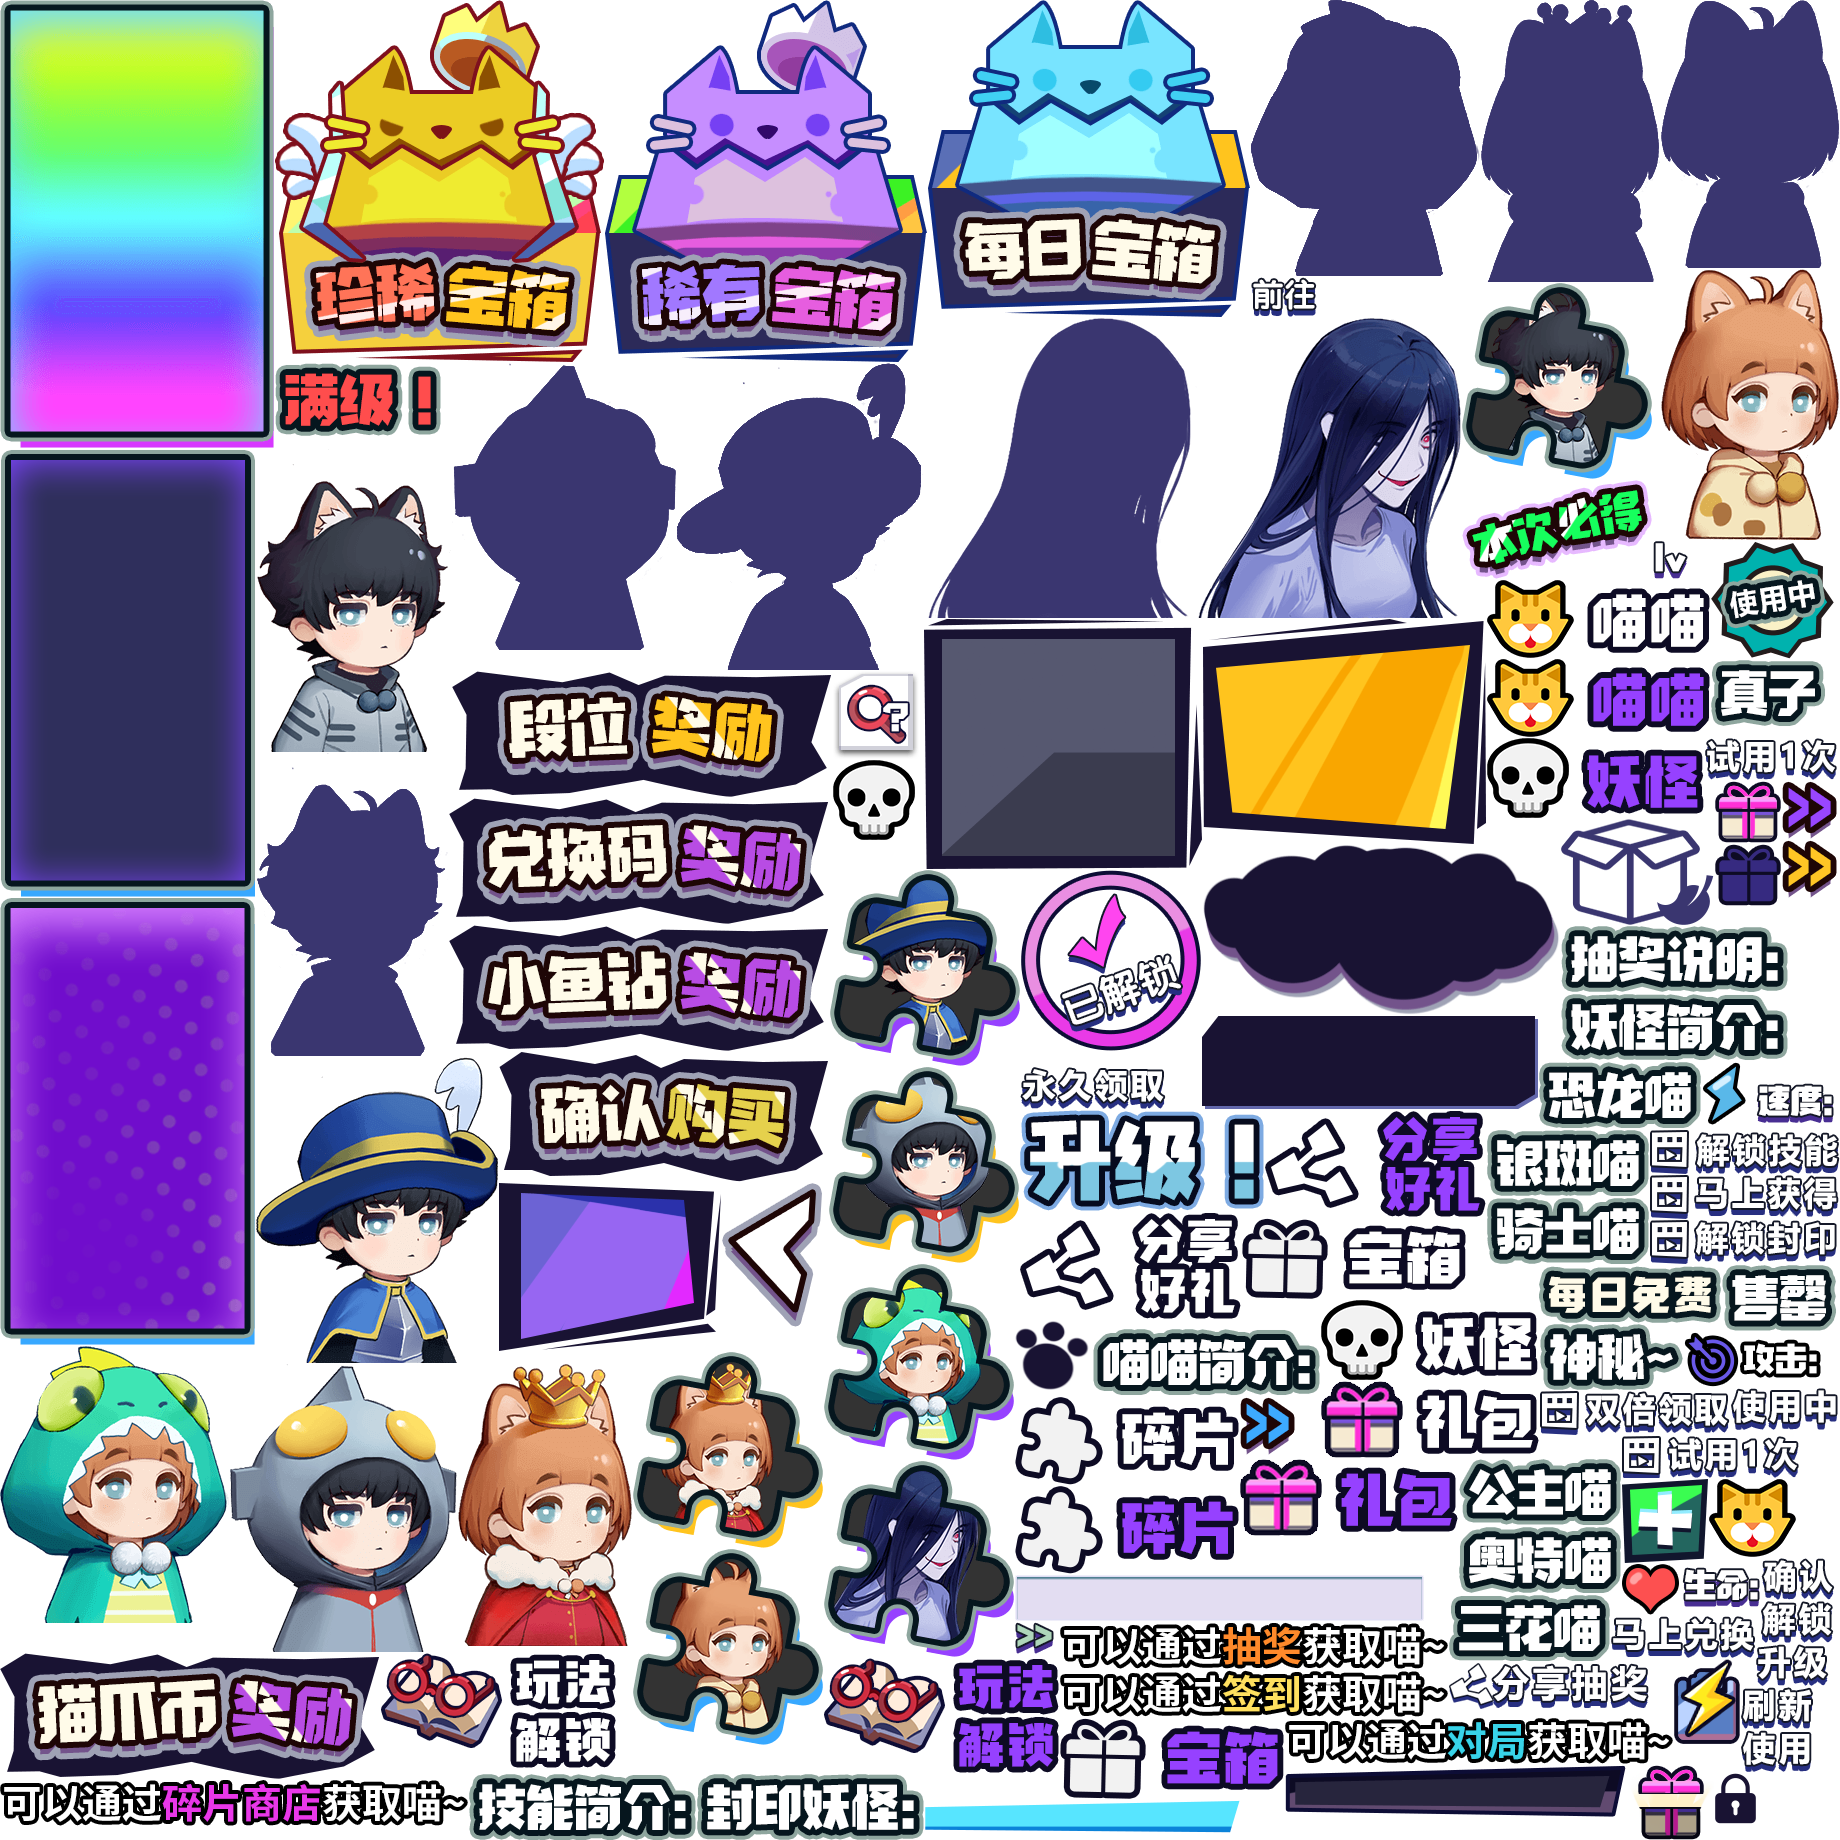 珍稀宝箱
稀有宝箱
每日宝箱
前往
满级！
本次必得
lv
喵喵
使用中
喵喵
真子
妖怪
试用1次
段位奖励
兑换码奖励
小鱼钻奖励
确认购买
已解锁
抽奖说明:
妖怪简介:
永久领取
恐龙喵
速度:
升级！
分享
好礼
银斑喵
解锁技能
马上获得
骑士喵
解锁封印
分享
好礼
宝箱
每日免费
售罄
喵喵简介:
妖怪
神秘~
攻击:
碎片
礼包
双倍领取
使用中
试用1次
碎片
礼包
公主喵
奥特喵
生命:
确认
解锁
三花喵
马上兑换
可以通过抽奖获取喵~
升级
猫爪币奖励
玩法
解锁
玩法
解锁
可以通过签到获取喵~
分享抽奖
刷新
使用
宝箱
可以通过对局获取喵~
可以通过碎片商店获取喵~
技能简介:
封印妖怪: